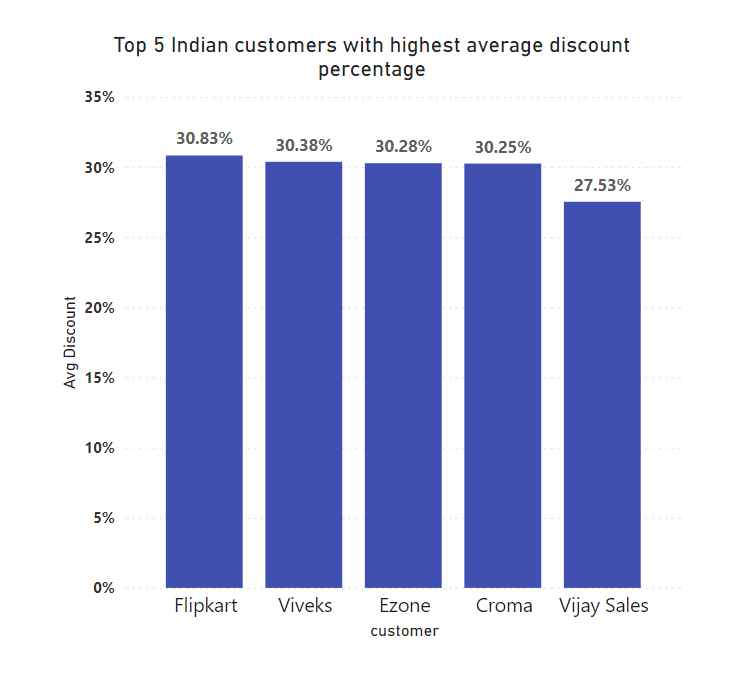 Top 5 Indian customers with highest average discount
percentage
35%
30%
25%
20%
15%
10%
5%
0%
Avg Discount
30.83%
30.38%
30.28%
30.25%
27.53%
Flipkart
Viveks
Ezone
Croma
Vijay Sales
customer